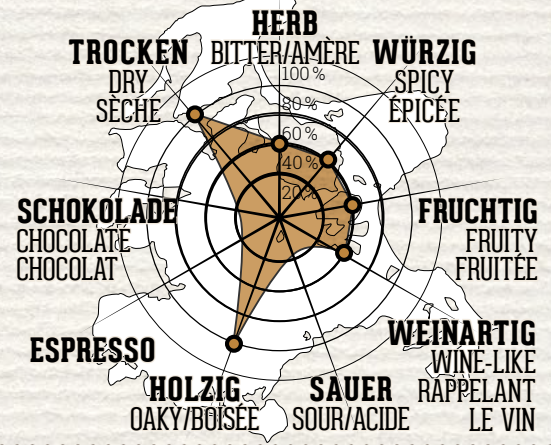 HERB
BITTER/AMÈRE
TROCKEN
DRY
SÈCHE
WÜRZIG
SPICY
ÉPICÉE
100 %
80 %
60 %
40 %
20%
SCHOKOLADE
CHOCOLATE
CHOCOLAT
FRUCHTIG
FRUITY
FRUITÉE
ESPRESSO
WEINARTIG
WINE-LIKE
RAPPELANT
LE VIN
HOLZIG
OAKY/BOISÉE
SAUER
SOUR/ACIDE